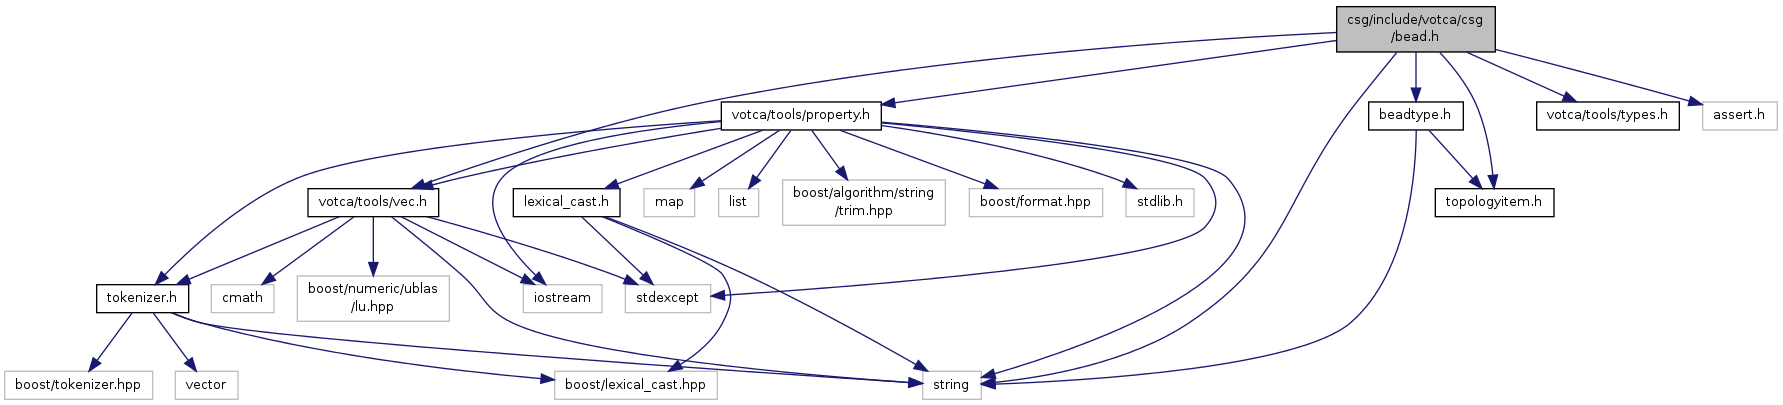 csg/include/votca/csg
/bead.h
votca/tools/property.h
beadtype.h
votca/tools/types.h
assert.h
votca/tools/vec.h
lexical_cast.h
map
list
boost/algorithm/string
/trim.hpp
boost/format.hpp
stdlib.h
topologyitem.h
tokenizer.h
cmath
boost/numeric/ublas
/lu.hpp
iostream
stdexcept
boost/tokenizer.hpp
vector
boost/lexical_cast.hpp
string